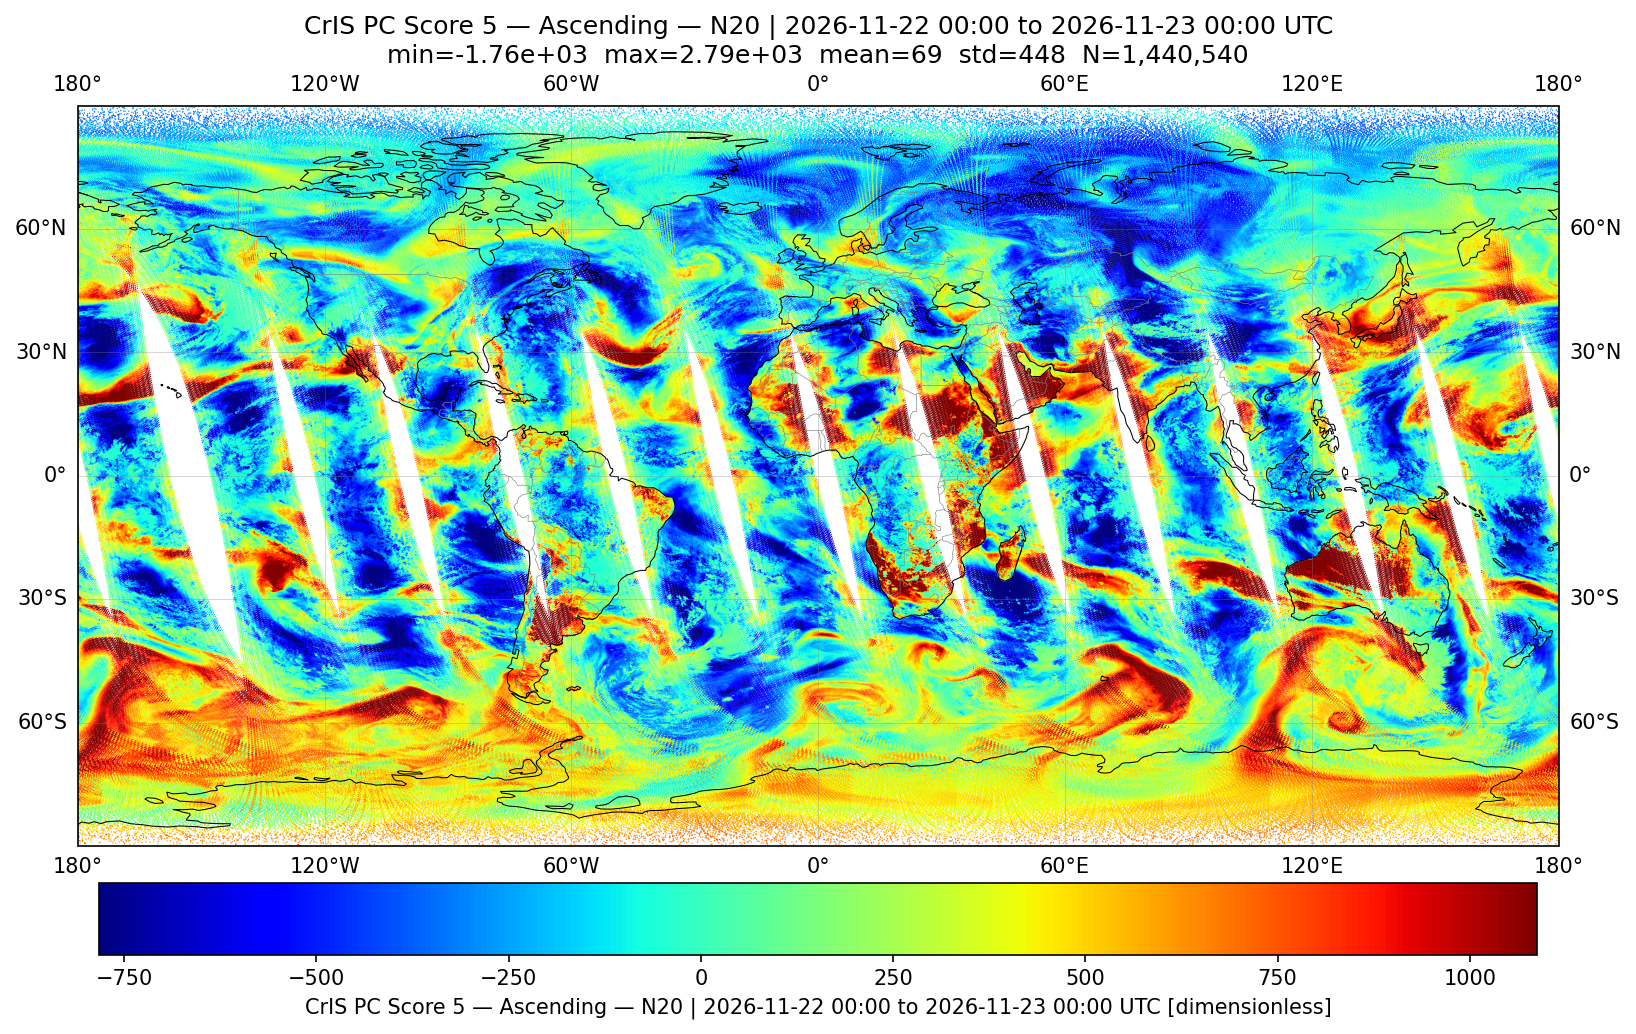 CrIS PC Score 5 — Ascending — N20 | 2026-11-22 00:00 to 2026-11-23 00:00 UTC
min=-1.76e+03  max=2.79e+03  mean=69  std=448  N=1,440,540
180° 120°W 60°W 0° 60°E 120°E 180°
60°N 60°N
30°N 30°N
0° 0°
30°S 30°S
60°S 60°S
180° 120°W 60°W 0° 60°E 120°E 180°
−750 −500 −250 0 250 500 750 1000
CrIS PC Score 5 — Ascending — N20 | 2026-11-22 00:00 to 2026-11-23 00:00 UTC [dimensionless]